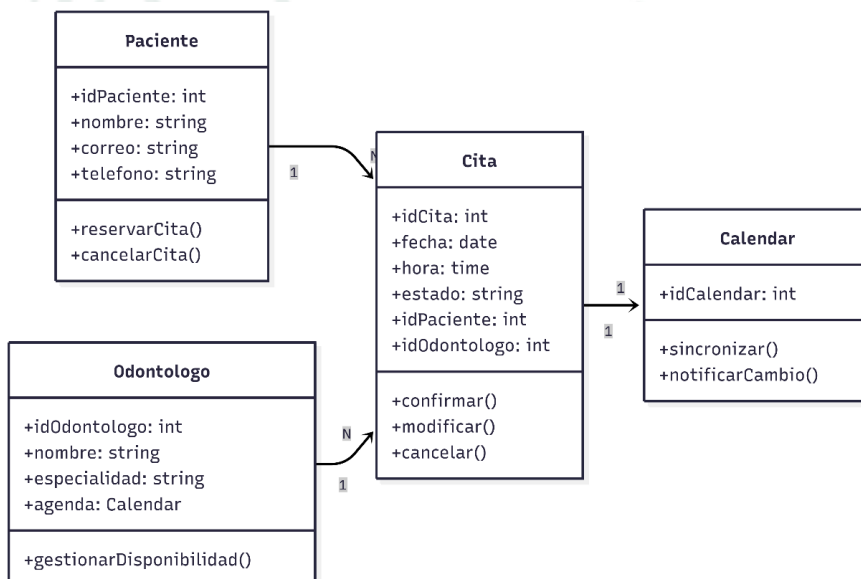 Paciente
+idPaciente: int
+nombre: string
+correo: string
+telefono: string
+reservarCita()
+cancelarCita()
1
N
Cita
+idCita: int
+fecha: date
+hora: time
+estado: string
+idPaciente: int
+idOdontologo: int
+confirmar()
+modificar()
+cancelar()
1
1
Calendar
+idCalendar: int
+sincronizar()
+notificarCambio()
Odontologo
+idOdontologo: int
+nombre: string
+especialidad: string
+agenda: Calendar
+gestionarDisponibilidad()
N
1